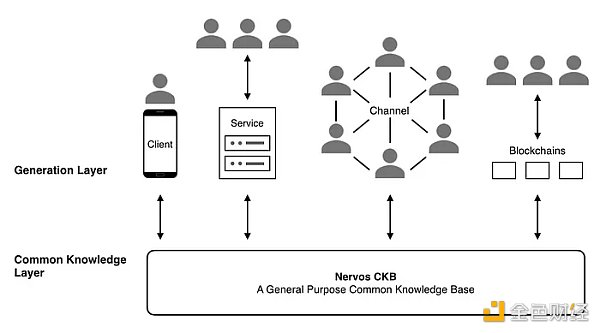 Client
Service
Channel
Blockchains
Generation Layer
Common Knowledge
Layer
Nervos CKB
A General Purpose Common Knowledge Base
金色财经